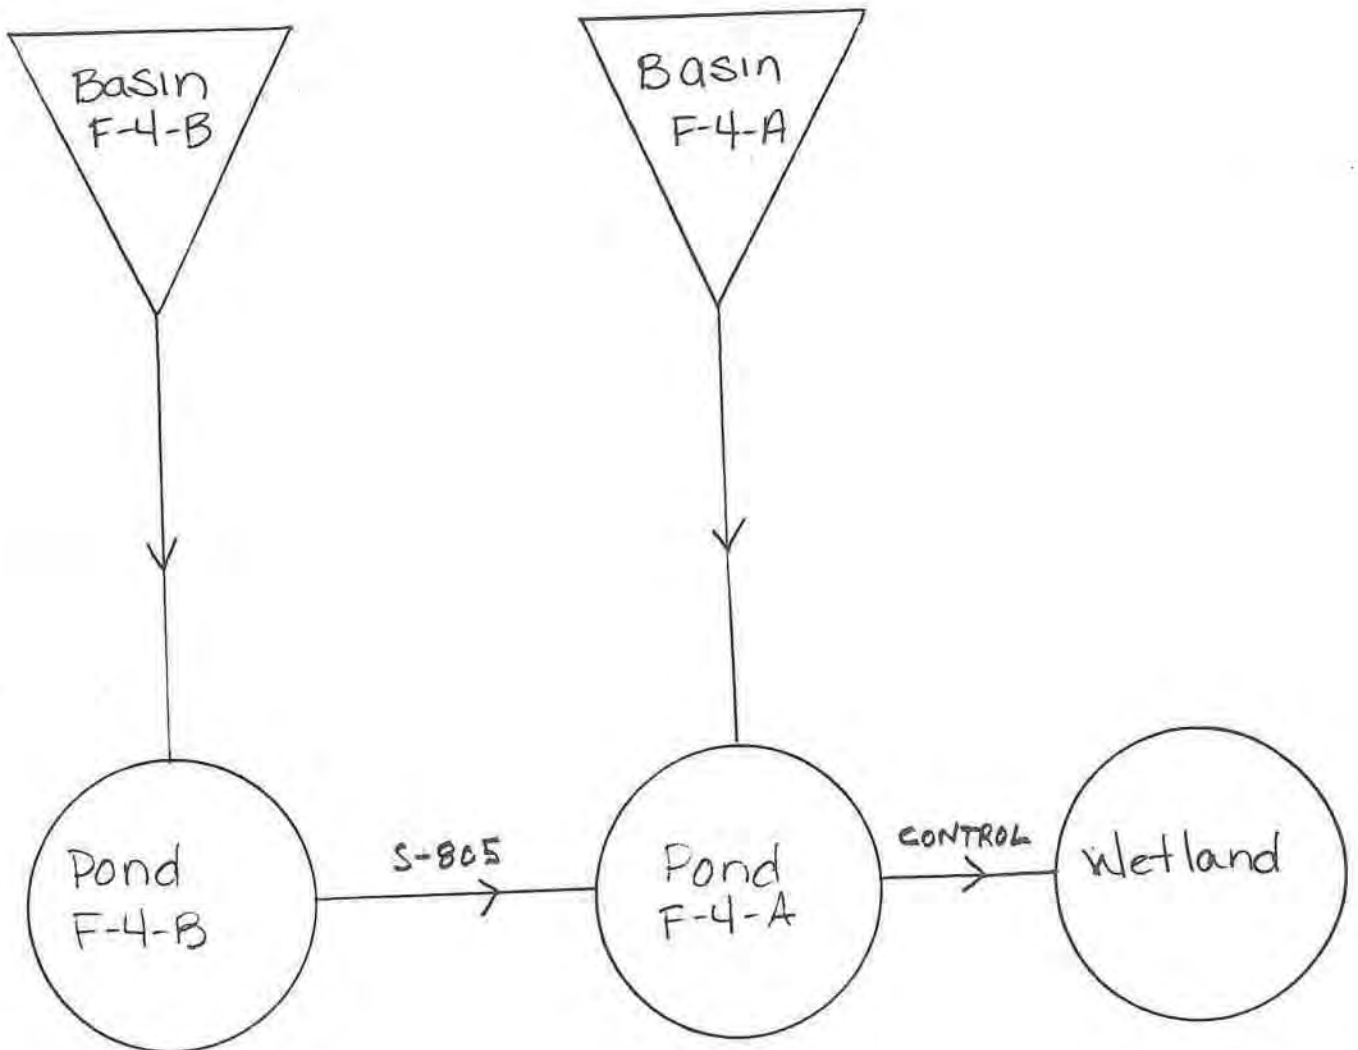 Basin
F-4-B
Basin
F-4-A
Pond
F-4-B
S-805
Pond
F-4-A
CONTROL
Wetland